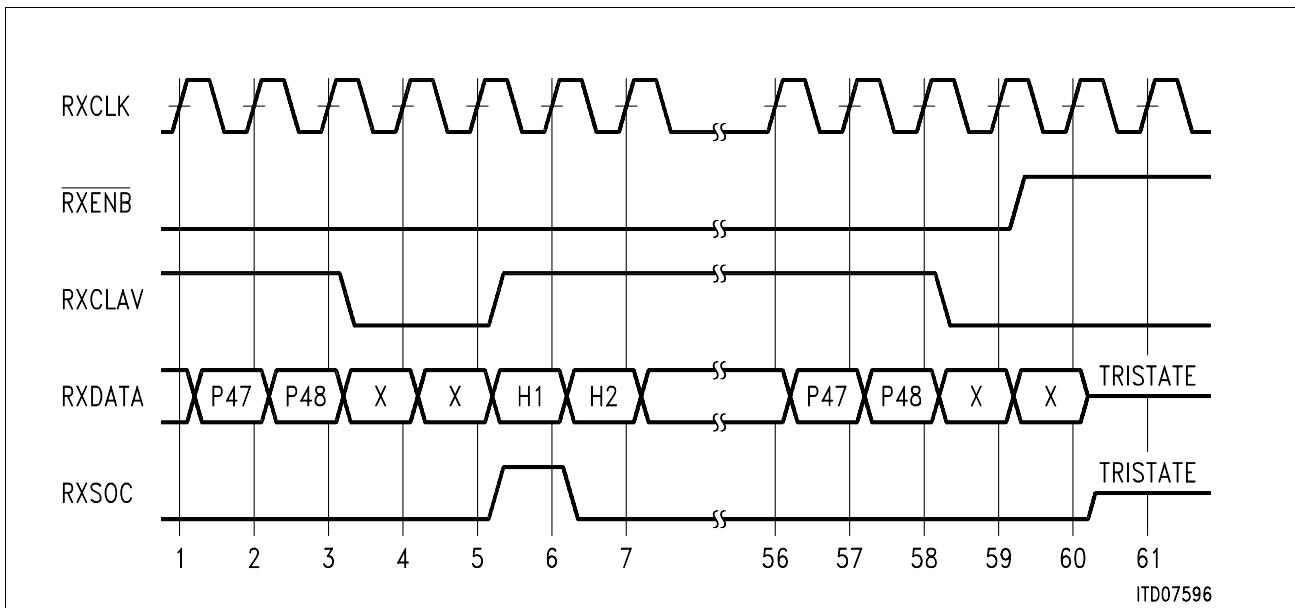 RXCLK
RXENB
RXCLAV
RXDATA P47 P48 X X H1 H2 P47 P48 X X TRISTATE
RXSOC TRISTATE
1 2 3 4 5 6 7 56 57 58 59 60 61
ITD07596